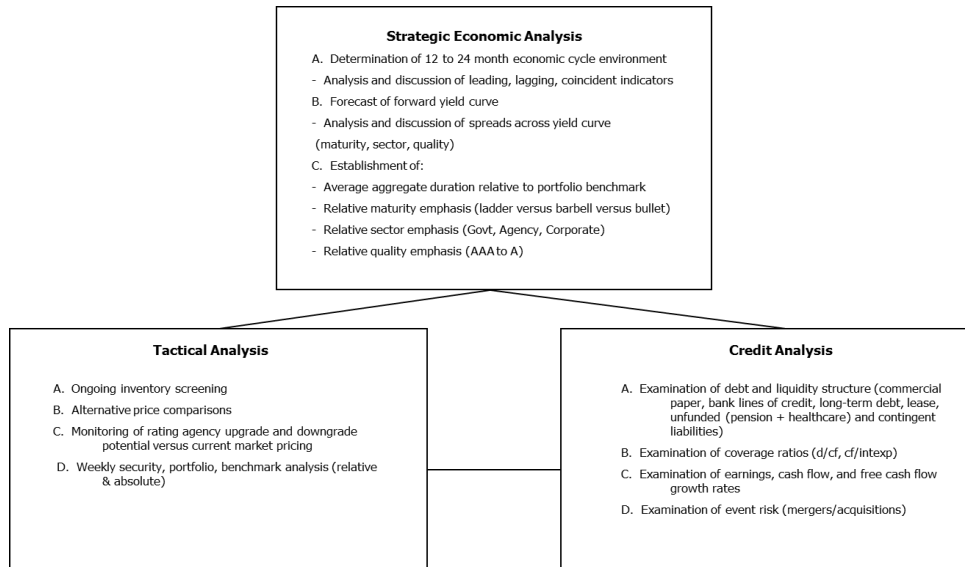 Strategic Economic Analysis
A. Determination of 12 to 24 month economic cycle environment
- Analysis and discussion of leading, lagging, coincident indicators
B. Forecast of forward yield curve
- Analysis and discussion of spreads across yield curve
(maturity, sector, quality)
C. Establishment of:
- Average aggregate duration relative to portfolio benchmark
- Relative maturity emphasis (ladder versus barbell versus bullet)
- Relative sector emphasis (Govt, Agency, Corporate)
- Relative quality emphasis (AAA to A)
Tactical Analysis
A. Ongoing inventory screening
B. Alternative price comparisons
C. Monitoring of rating agency upgrade and downgrade
potential versus current market pricing
D. Weekly security, portfolio, benchmark analysis (relative
& absolute)
Credit Analysis
A. Examination of debt and liquidity structure (commercial
paper, bank lines of credit, long-term debt, lease,
unfunded (pension + healthcare) and contingent
liabilities)
B. Examination of coverage ratios (d/cf, cf/intexp)
C. Examination of earnings, cash flow, and free cash flow
growth rates
D. Examination of event risk (mergers/acquisitions)